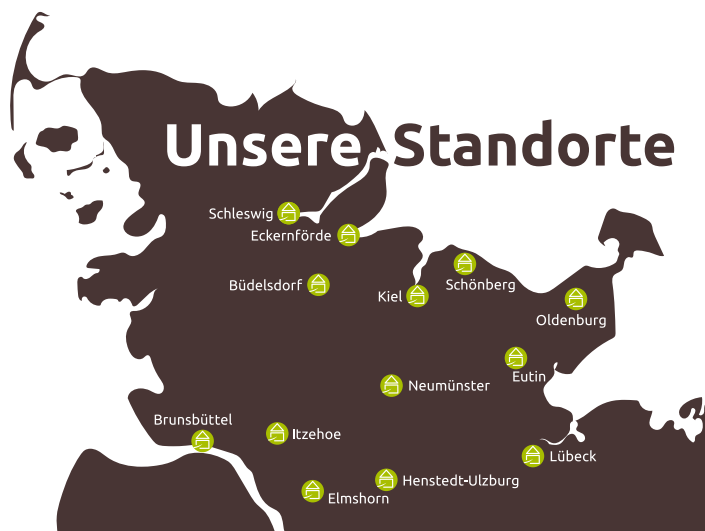 Unsere Standorte
Schleswig
Eckernförde
Büdelsdorf
Kiel
Schönberg
Oldenburg
Eutin
Neumünster
Brunsbüttel
Itzehoe
Lübeck
Henstedt-Ulzburg
Elmshorn